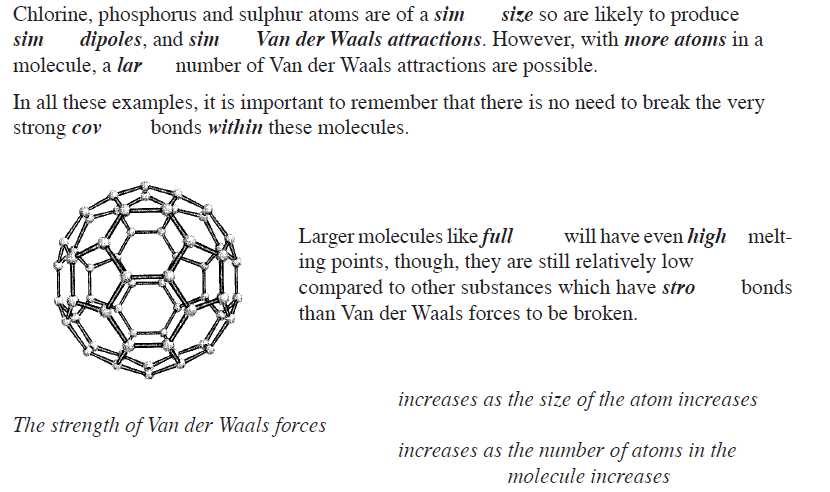 Chlorine, phosphorus and sulphur atoms are of a sim size so are likely to produce
sim dipoles, and sim Van der Waals attractions. However, with more atoms in a
molecule, a lar number of Van der Waals attractions are possible.
In all these examples, it is important to remember that there is no need to break the very
strong cov bonds within these molecules.
Larger molecules like full will have even high melt-
ing points, though, they are still relatively low
compared to other substances which have stro bonds
than Van der Waals forces to be broken.
increases as the size of the atom increases
The strength of Van der Waals forces
increases as the number of atoms in the
molecule increases